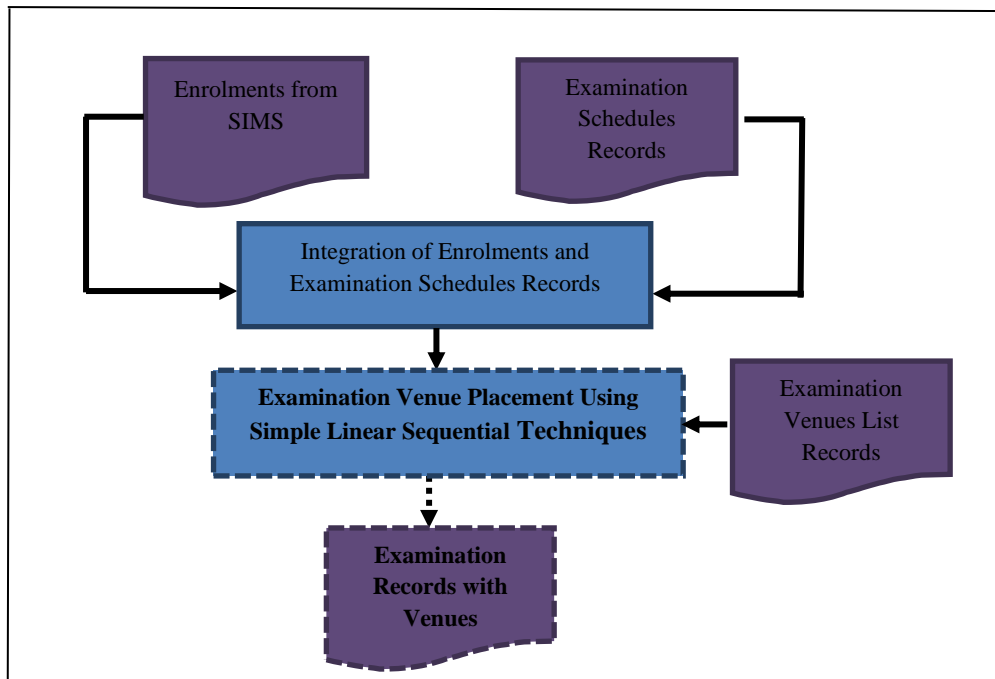 Enrolments from
SIMS
Examination
Schedules
Records
Integration of Enrolments and
Examination Schedules Records
Examination Venue Placement Using
Simple Linear Sequential Techniques
Examination
Venues List
Records
Examination
Records with
Venues